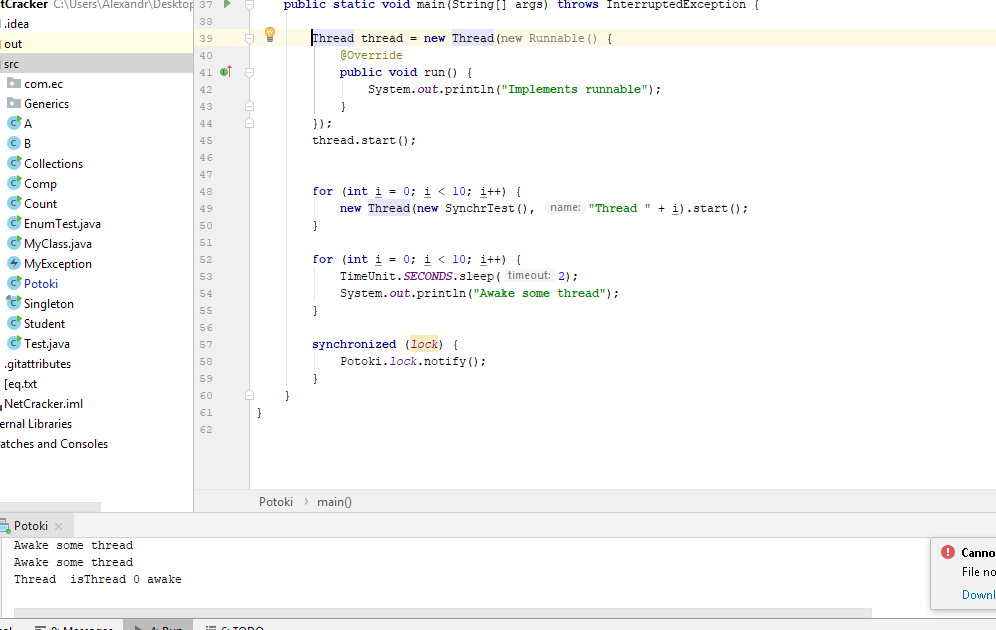 tCracker C:\Users\Alexandr\Desktop
.idea
out
src
com.ec
Generics
A
B
Collections
Comp
Count
EnumTest.java
MyClass.java
MyException
Potoki
Singleton
Student
Test.java
.gitattributes
[eq.txt
NetCracker.iml
ernal Libraries
atches and Consoles
37 public static void main(String[] args) throws InterruptedException {
38
39 Thread thread = new Thread(new Runnable() {
40 @Override
41 public void run() {
42 System.out.println("Implements runnable");
43 }
44 });
45 thread.start();
46
47
48 for (int i = 0; i < 10; i++) {
49 new Thread(new SynchrTest(), name: "Thread " + i).start();
50 }
51
52 for (int i = 0; i < 10; i++) {
53 TimeUnit.SECONDS.sleep( timeout: 2);
54 System.out.println("Awake some thread");
55 }
56
57 synchronized (lock) {
58 Potoki.lock.notify();
59 }
60 }
61 }
62
Potoki › main()
Potoki ×
Awake some thread
Awake some thread
Thread isThread 0 awake
Canno
File no
Downl